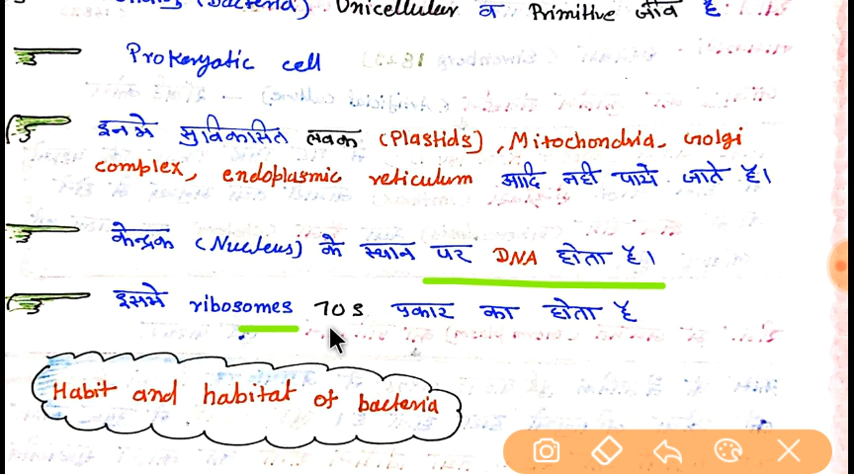 (bacteria). Unicellular व Primitive जीव है
Prokaryotic cell
इनमे सुविकासित लवक (Plastids), Mitochondria, Golgi
complex, endoplasmic reticulum आदि नही पाये जाते है।
केन्द्रक (Nucleus) के स्थान पर DNA होता है।
इसमे ribosomes 70S प्रकार का होता है
Habit and habitat of bacteria